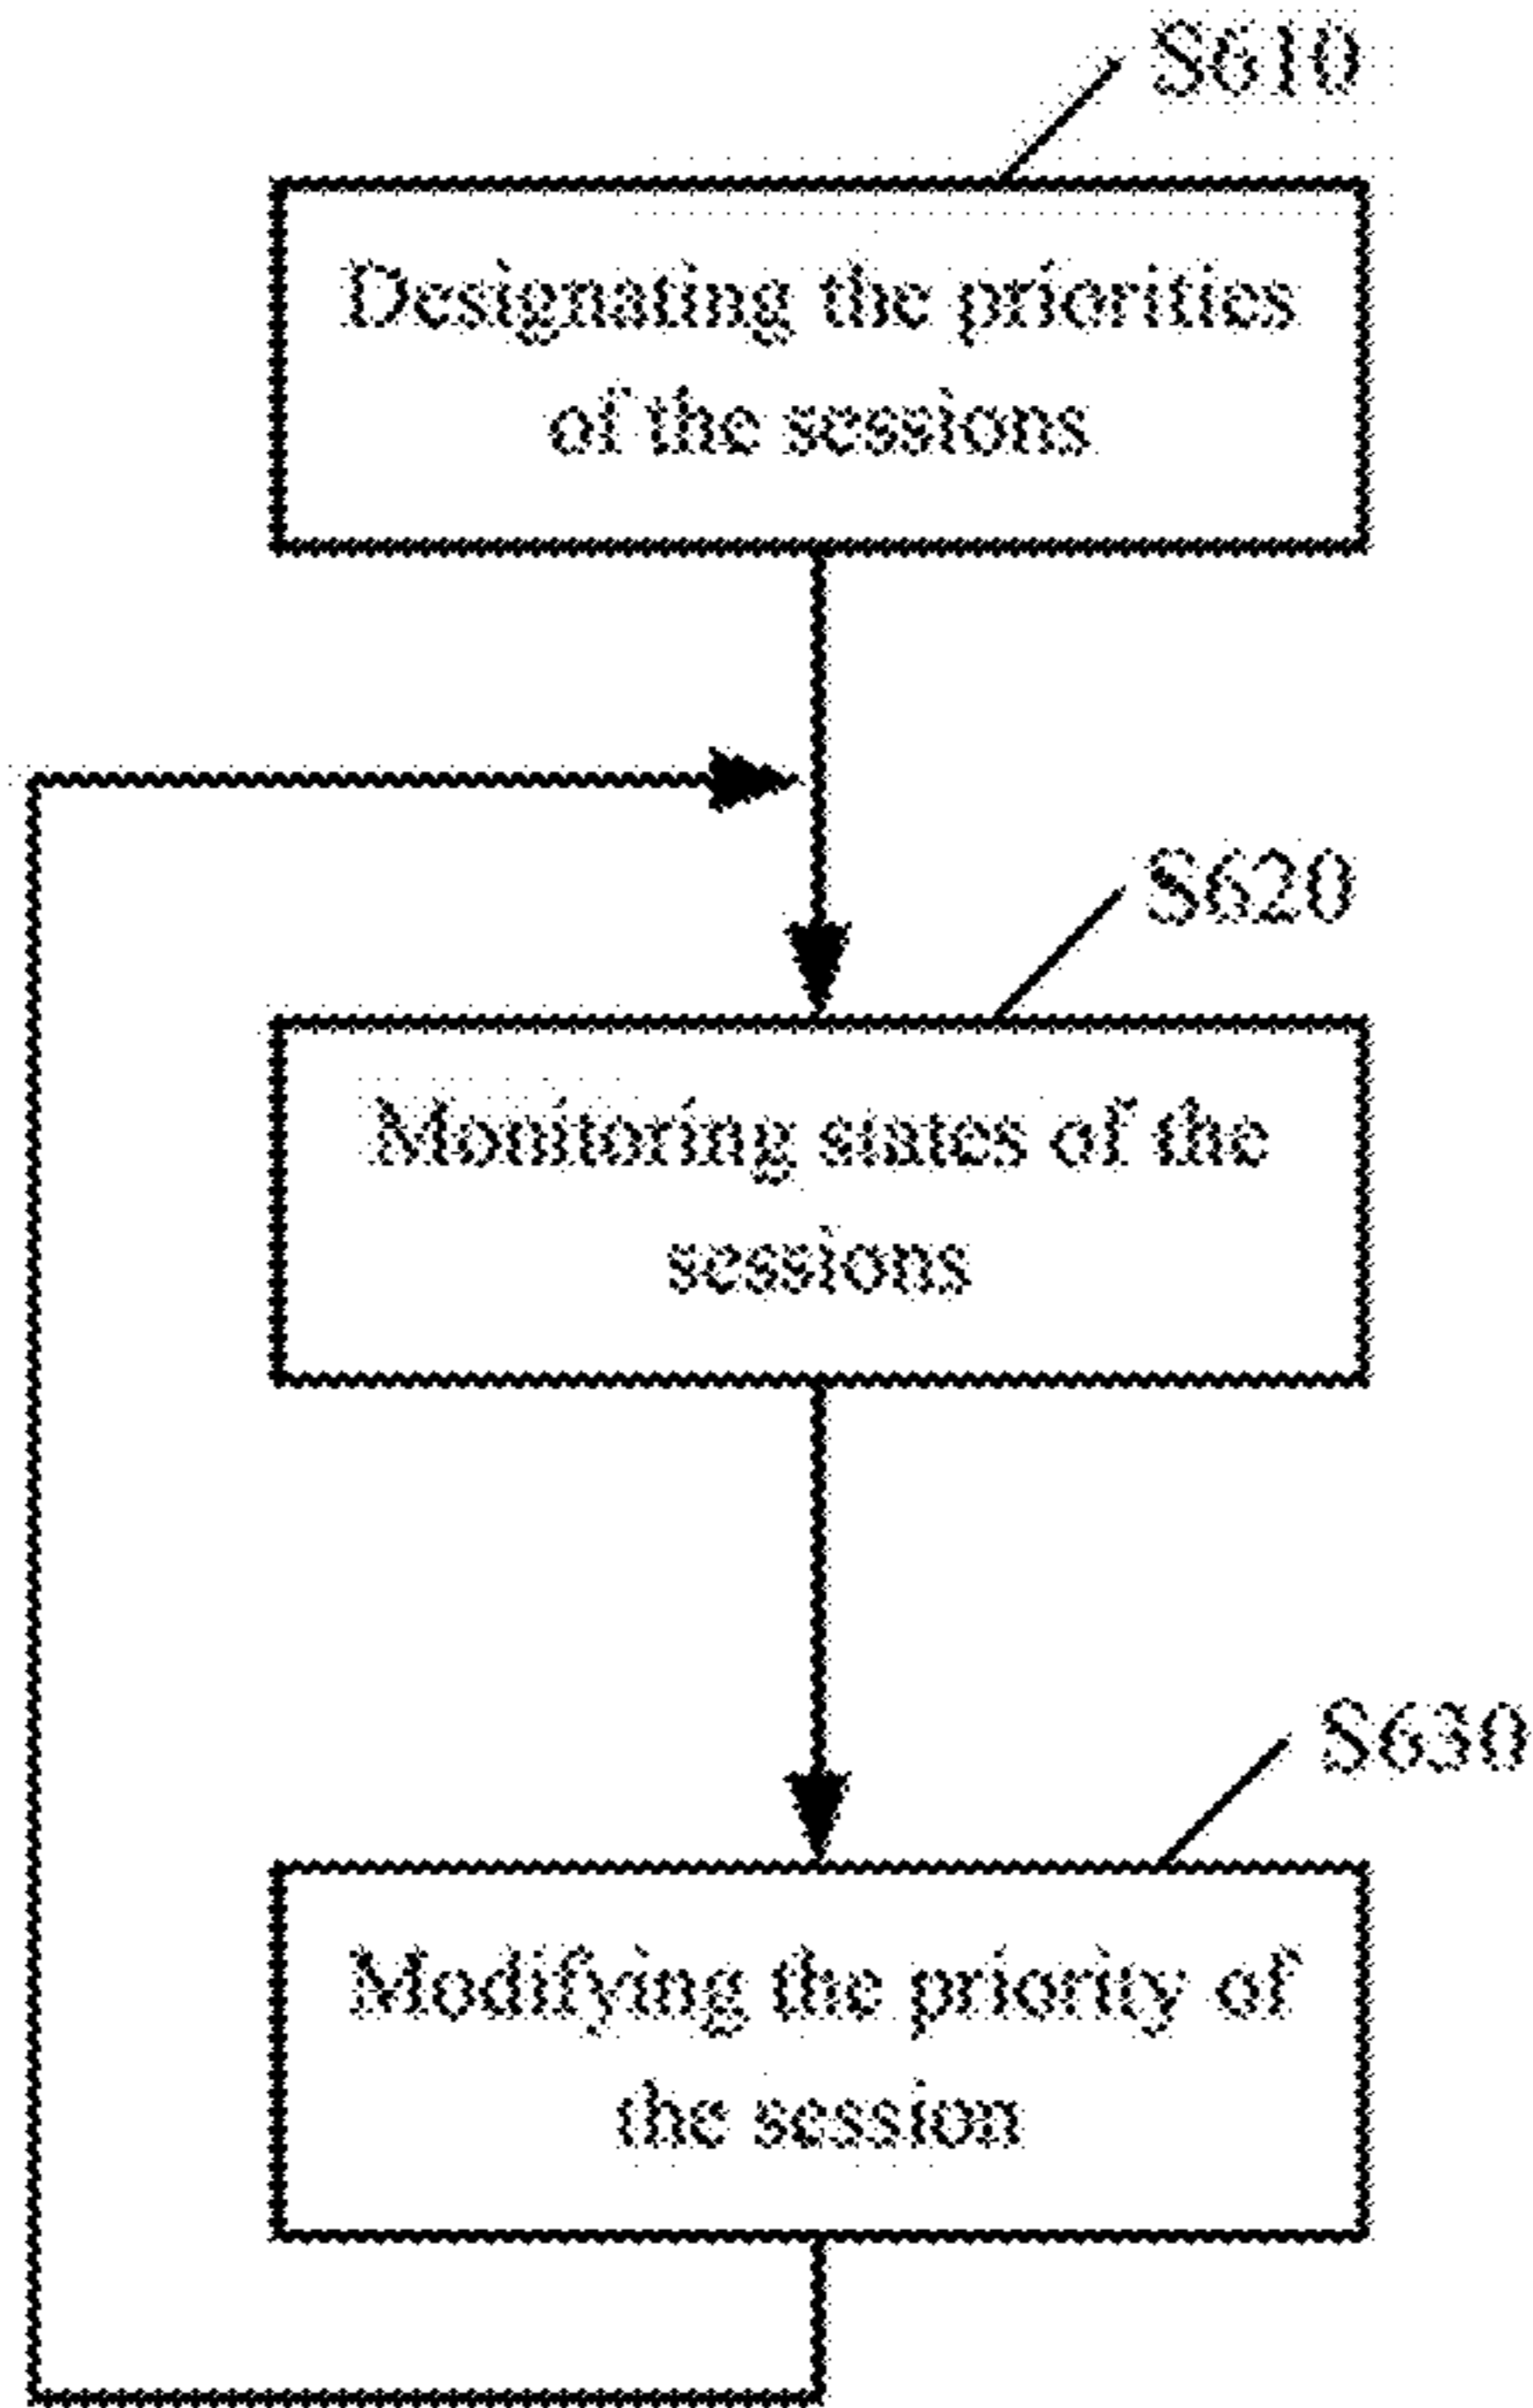 S610
Designating the priorities
of the sessions
S620
Monitoring states of the
sessions
S630
Modifying the priority of
the session